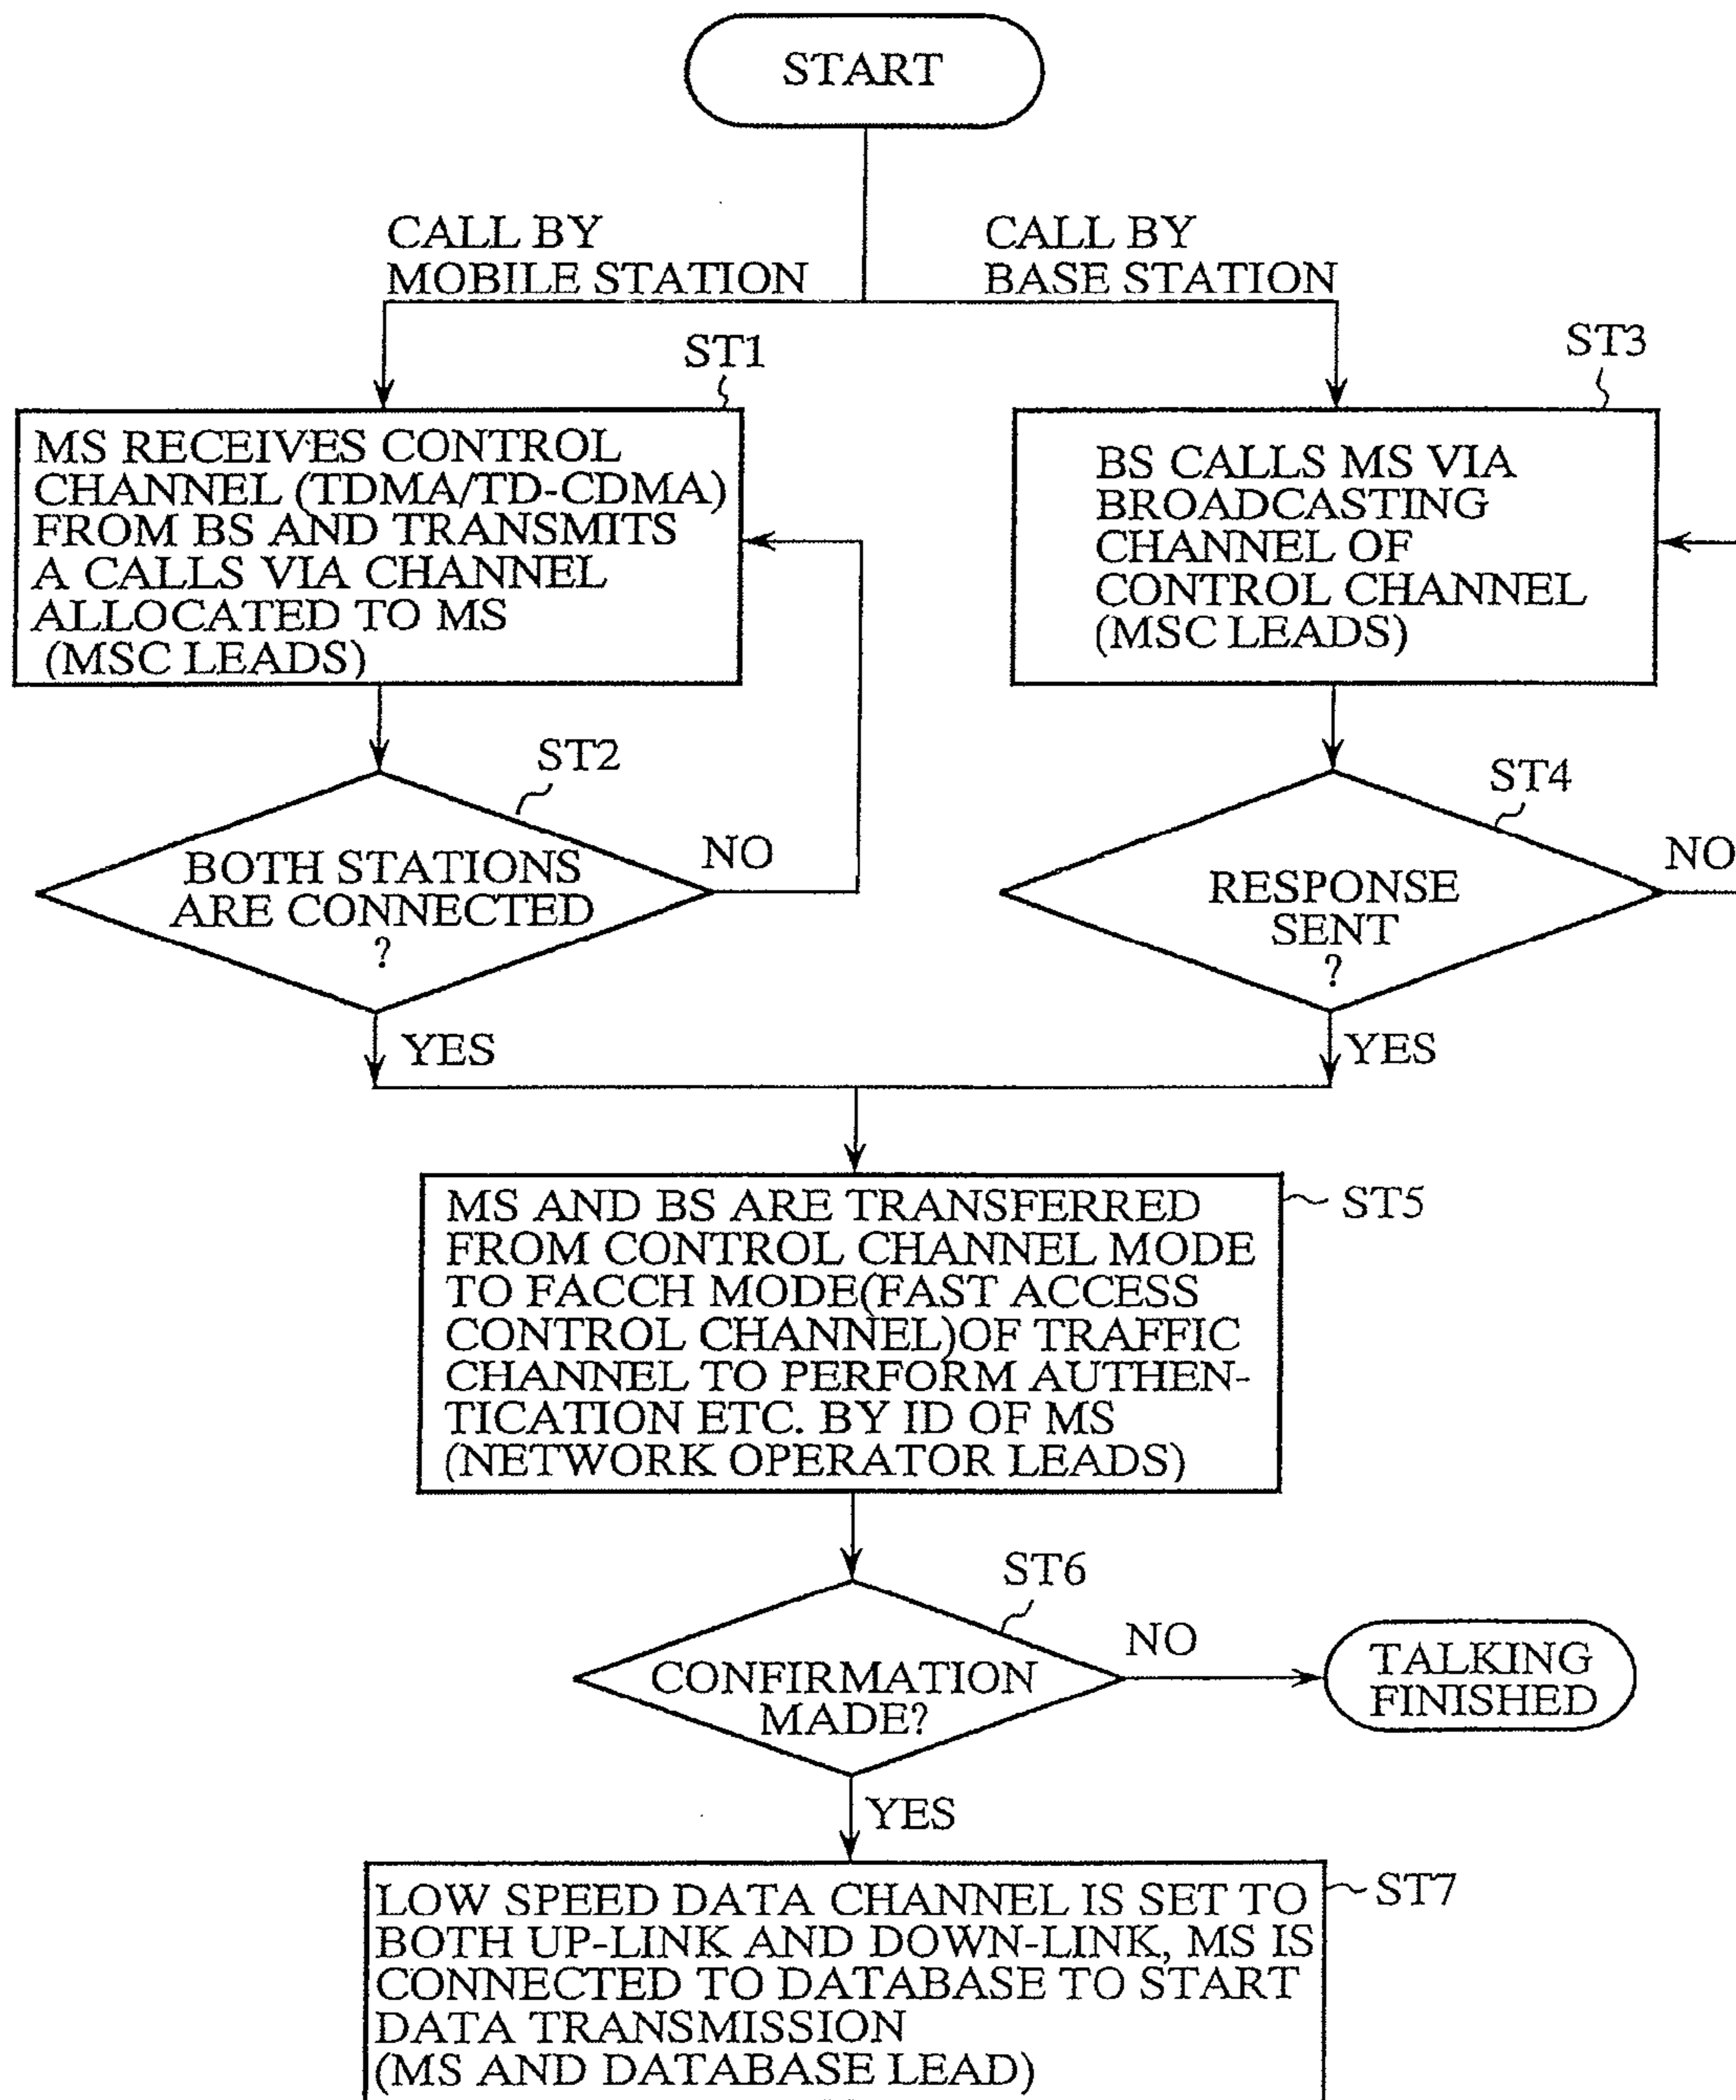 START
CALL BY
MOBILE STATION
CALL BY
BASE STATION
ST1
MS RECEIVES CONTROL
CHANNEL (TDMA/TD-CDMA)
FROM BS AND TRANSMITS
A CALLS VIA CHANNEL
ALLOCATED TO MS
(MSC LEADS)
ST3
BS CALLS MS VIA
BROADCASTING
CHANNEL OF
CONTROL CHANNEL
(MSC LEADS)
ST2
BOTH STATIONS
ARE CONNECTED
?
NO
YES
ST4
RESPONSE
SENT
?
NO
YES
MS AND BS ARE TRANSFERRED
FROM CONTROL CHANNEL MODE
TO FACCH MODE(FAST ACCESS
CONTROL CHANNEL)OF TRAFFIC
CHANNEL TO PERFORM AUTHEN-
TICATION ETC. BY ID OF MS
(NETWORK OPERATOR LEADS)
ST5
ST6
CONFIRMATION
MADE?
NO
TALKING
FINISHED
YES
LOW SPEED DATA CHANNEL IS SET TO
BOTH UP-LINK AND DOWN-LINK, MS IS
CONNECTED TO DATABASE TO START
DATA TRANSMISSION
(MS AND DATABASE LEAD)
ST7